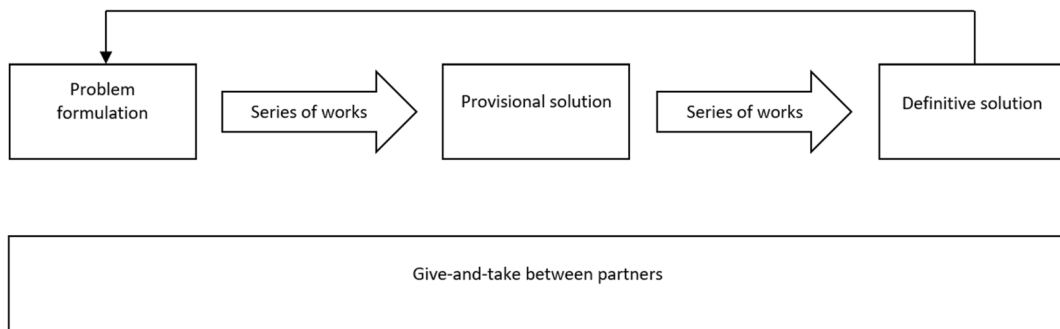 Problem
formulation
Series of works
Provisional solution
Series of works
Definitive solution
Give-and-take between partners